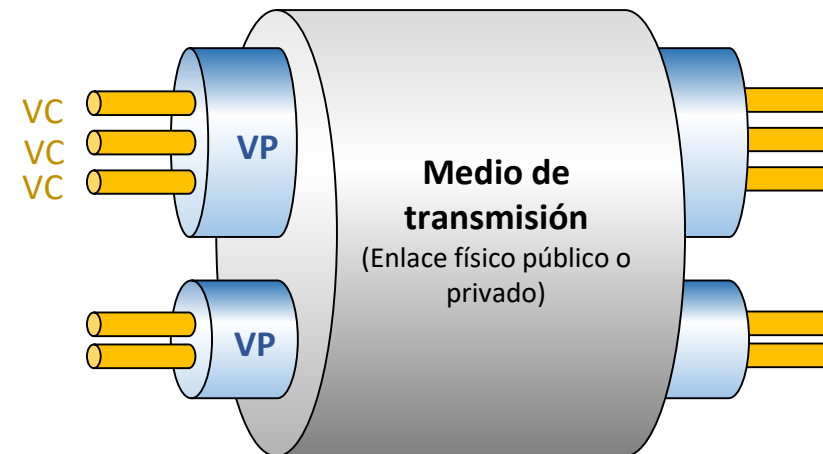 VC
VC
VC
VP
Medio de
transmisión
(Enlace físico público o
privado)
VP